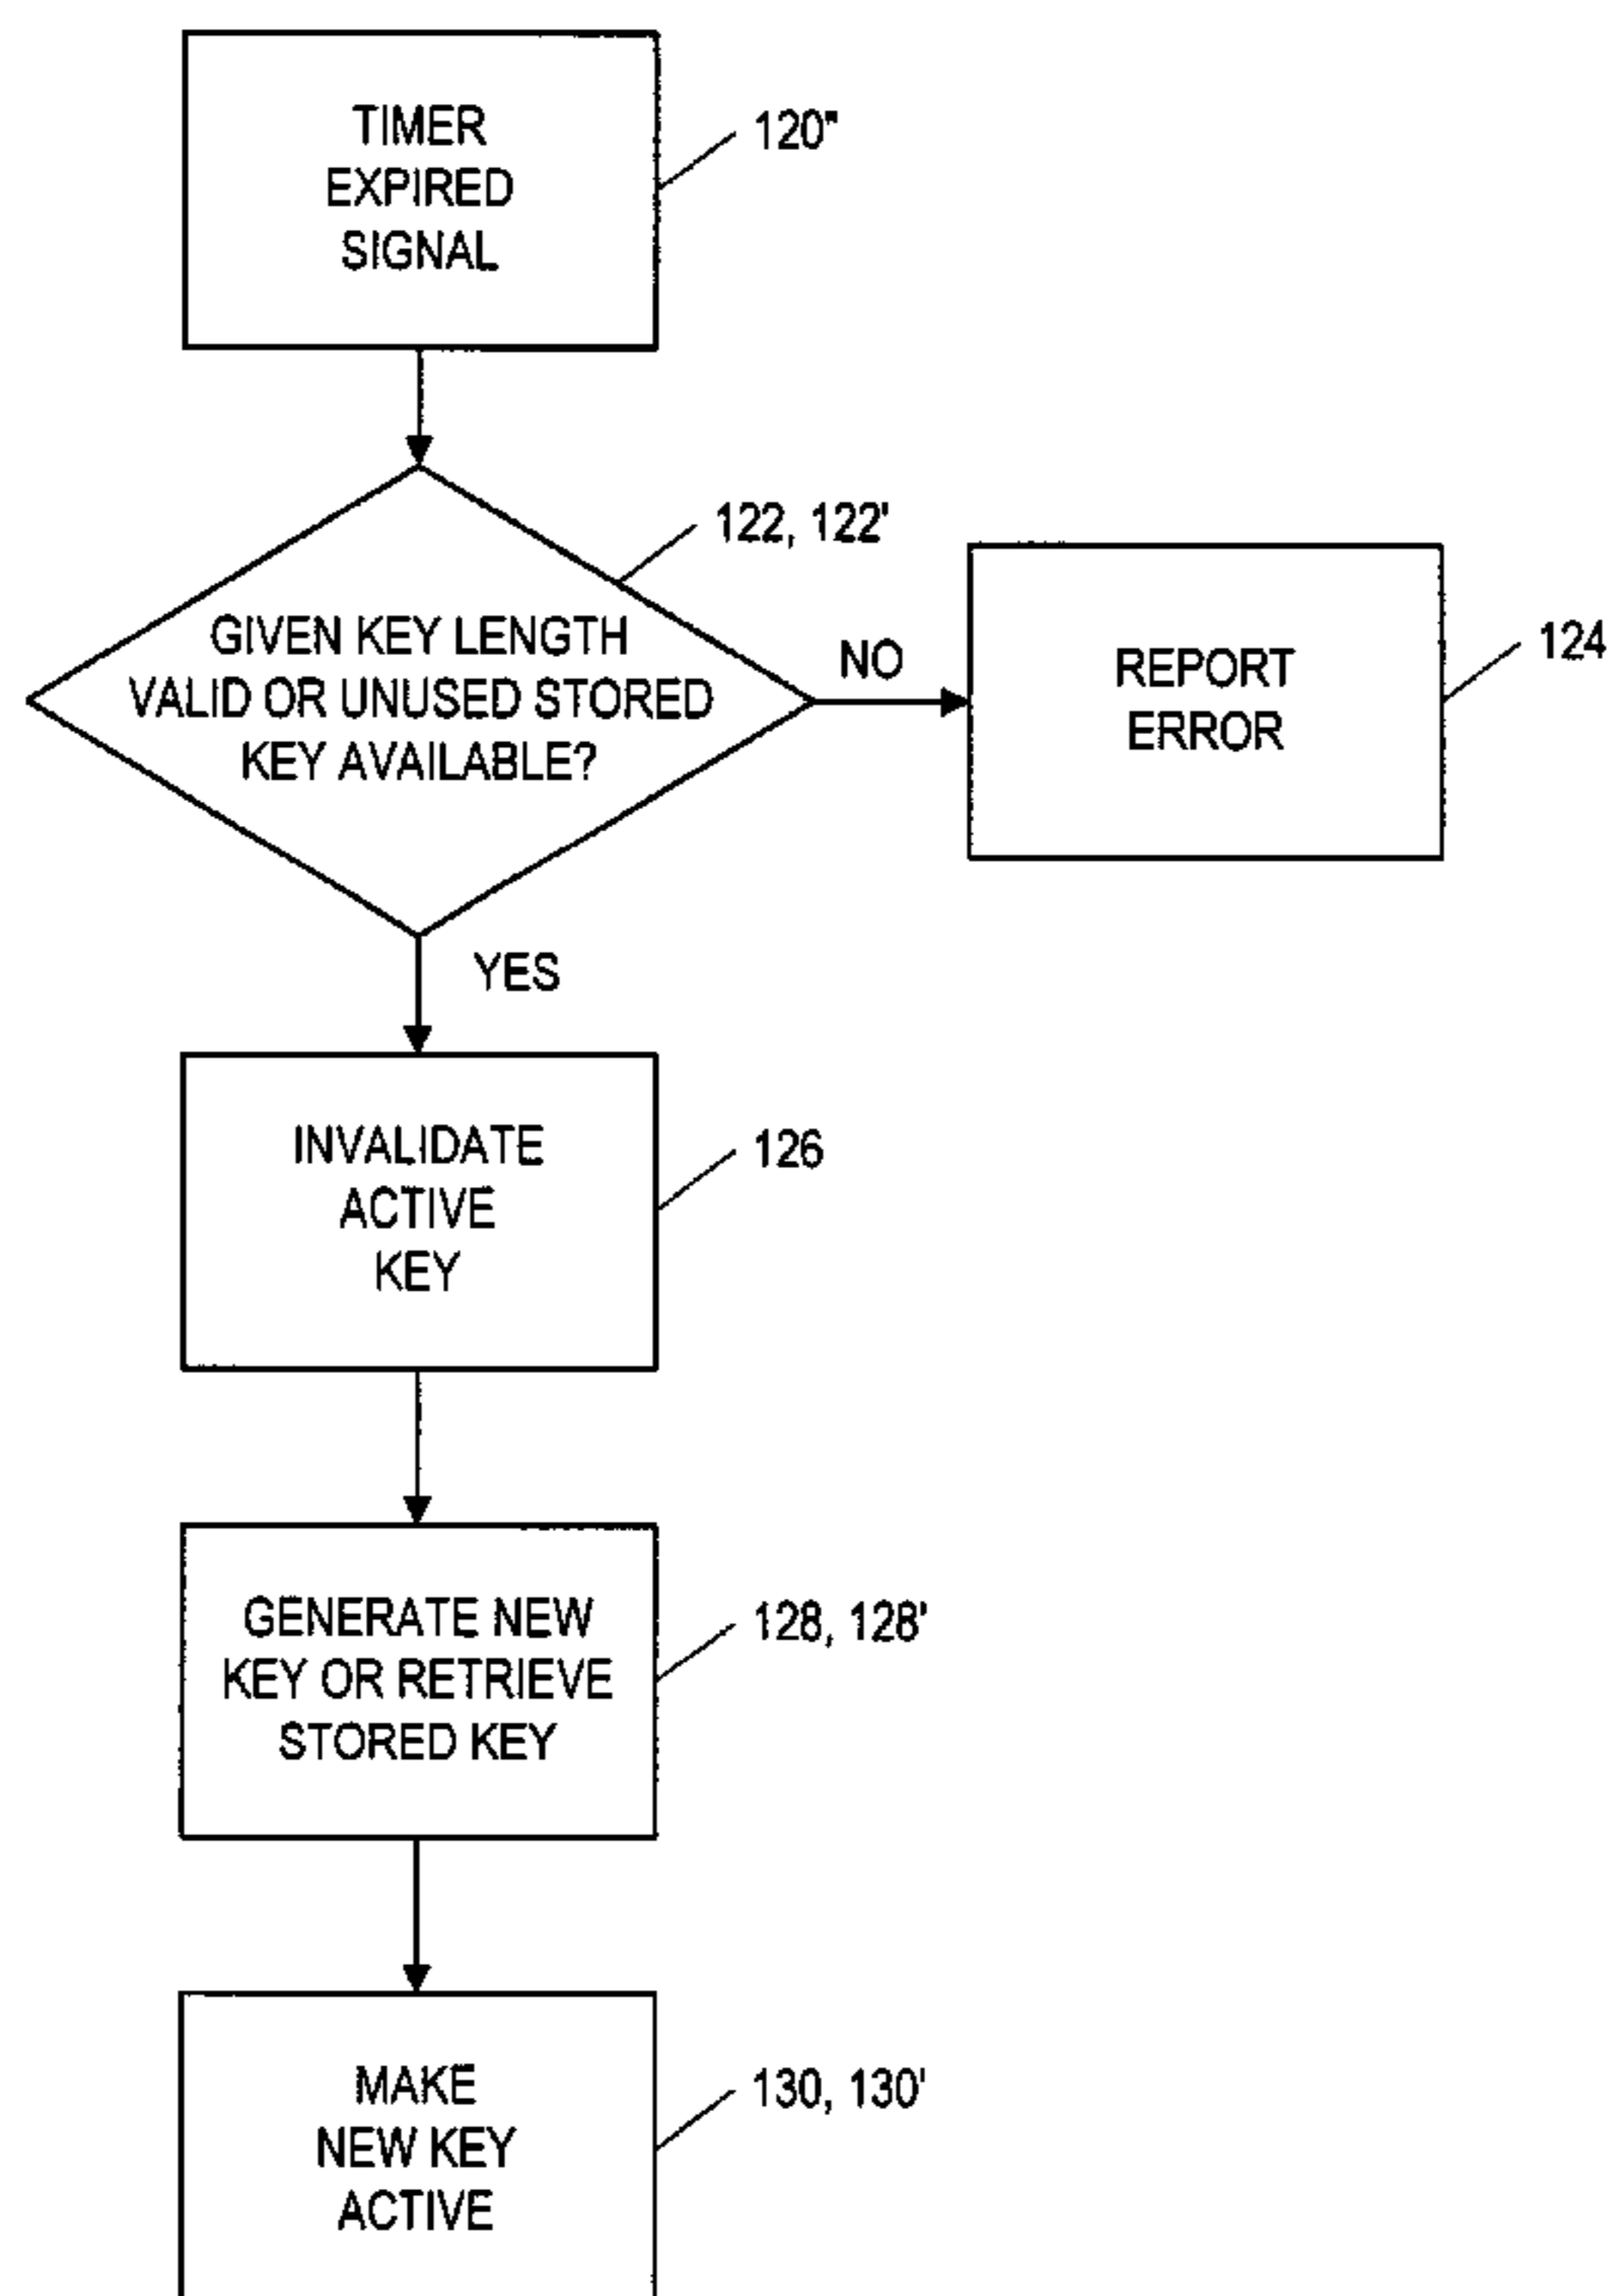 TIMER
EXPIRED
SIGNAL
120"
122, 122'
GIVEN KEY LENGTH
VALID OR UNUSED STORED
KEY AVAILABLE?
NO
REPORT
ERROR
124
YES
INVALIDATE
ACTIVE
KEY
126
GENERATE NEW
KEY OR RETRIEVE
STORED KEY
128, 128'
MAKE
NEW KEY
ACTIVE
130, 130'